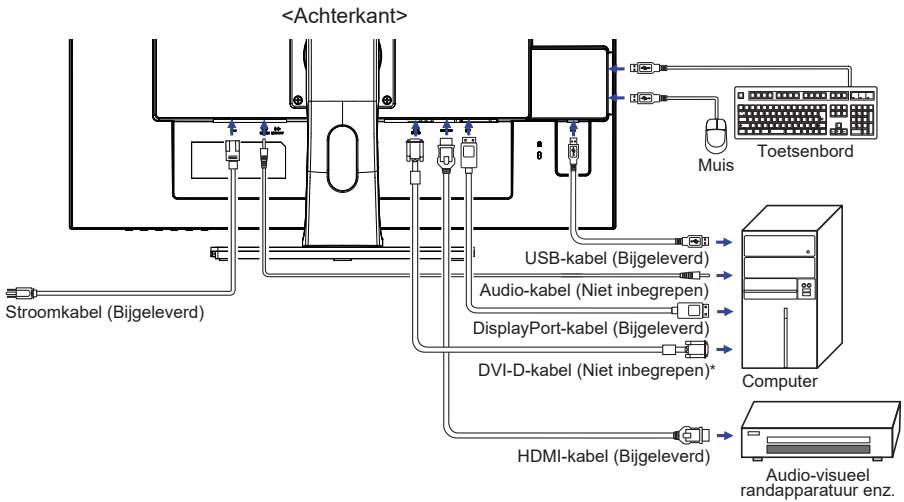 <Achterkant>
Muis
Toetsenbord
USB-kabel (Bijgeleverd)
Audio-kabel (Niet inbegrepen)
Stroomkabel (Bijgeleverd)
DisplayPort-kabel (Bijgeleverd)
DVI-D-kabel (Niet inbegrepen)*
Computer
HDMI-kabel (Bijgeleverd)
Audio-visueel
randapparatuur enz.